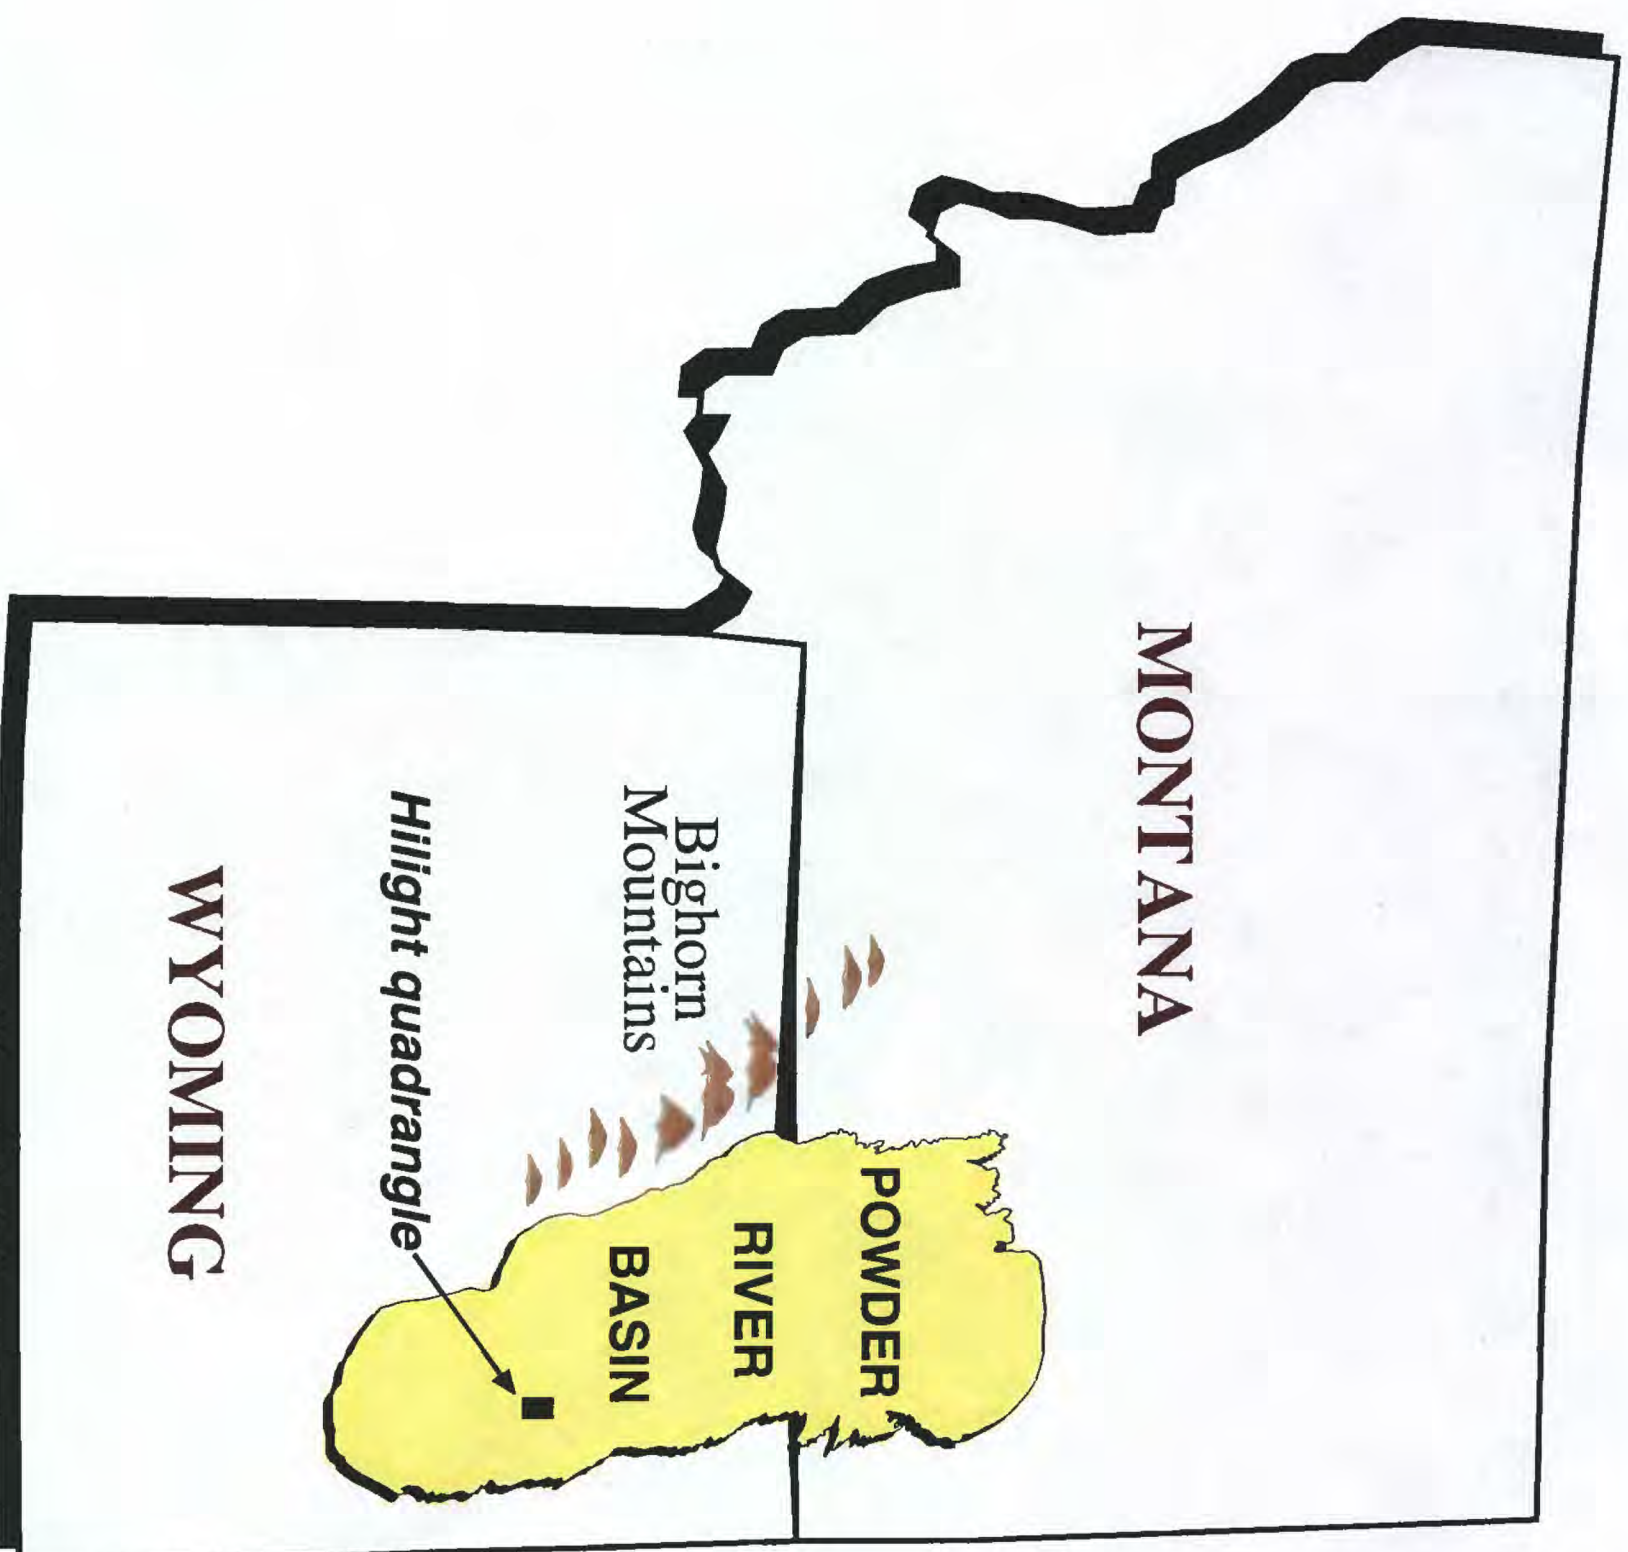 MONTANA
POWDER
RIVER
BASIN
Bighorn
Mountains
Hilight quadrangle
WYOMING